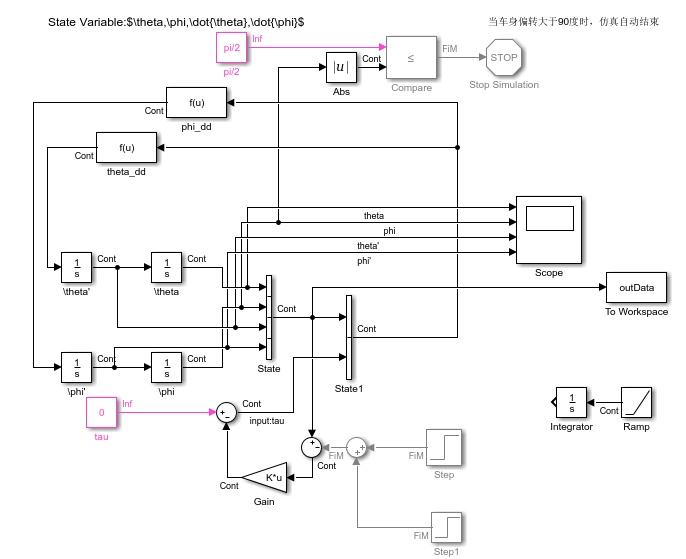 State Variable:$\theta,\phi,\dot{\theta},\dot{\phi}$
当车身偏转大于90度时，仿真自动结束
pi/2
Inf
pi/2
|u|
Cont
Abs
≤
Compare
FiM
STOP
Stop Simulation
Cont
f(u)
phi_dd
Cont
f(u)
theta_dd
theta
phi
theta'
phi'
Scope
1
s
Cont
\theta'
1
s
Cont
\theta
Cont
State
Cont
State1
outData
To Workspace
1
s
Cont
\phi'
1
s
Cont
\phi
0
Inf
tau
+
-
Cont
input:tau
+
-
Cont
FiM
+
+
FiM
Step
K*u
Cont
Gain
FiM
Step1
1
s
Integrator
Cont
Ramp